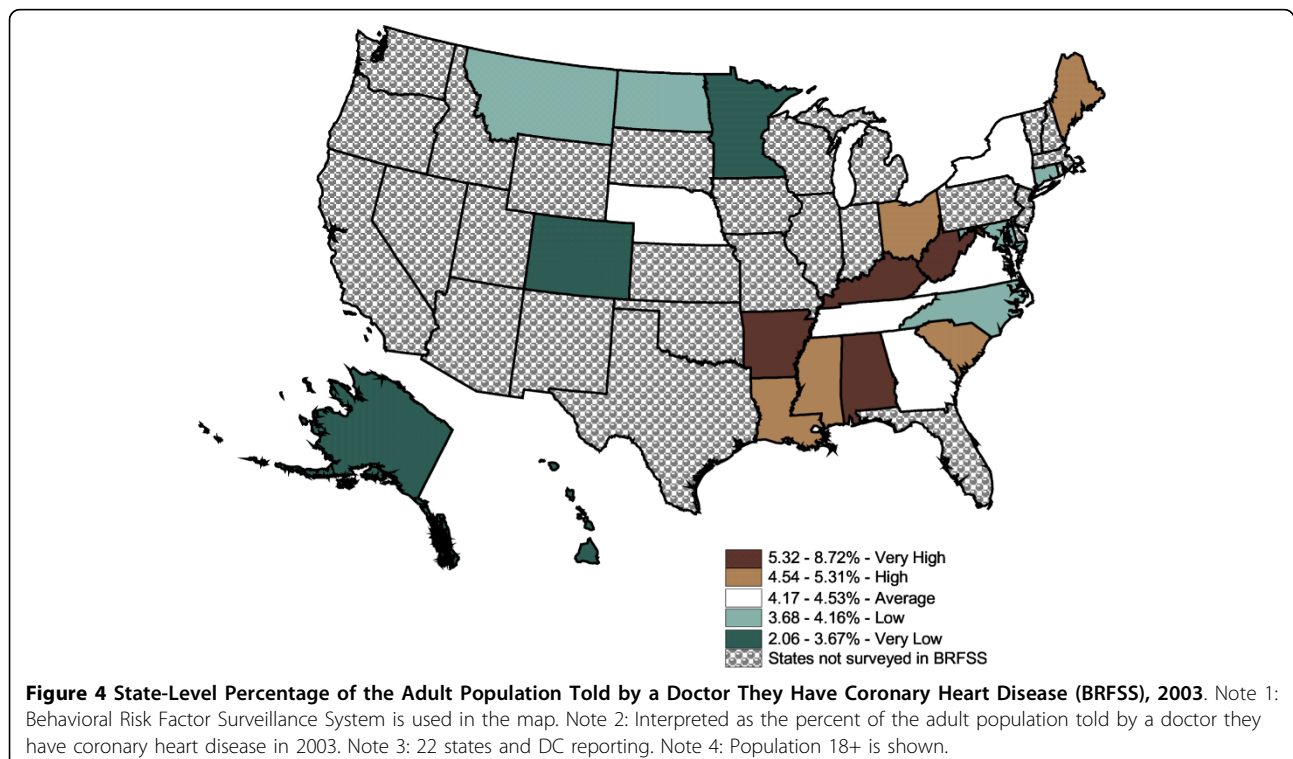 5.32 - 8.72% - Very High
4.54 - 5.31% - High
4.17 - 4.53% - Average
3.68 - 4.16% - Low
2.06 - 3.67% - Very Low
States not surveyed in BRFSS
Figure 4 State-Level Percentage of the Adult Population Told by a Doctor They Have Coronary Heart Disease (BRFSS), 2003. Note 1:
Behavioral Risk Factor Surveillance System is used in the map. Note 2: Interpreted as the percent of the adult population told by a doctor they
have coronary heart disease in 2003. Note 3: 22 states and DC reporting. Note 4: Population 18+ is shown.